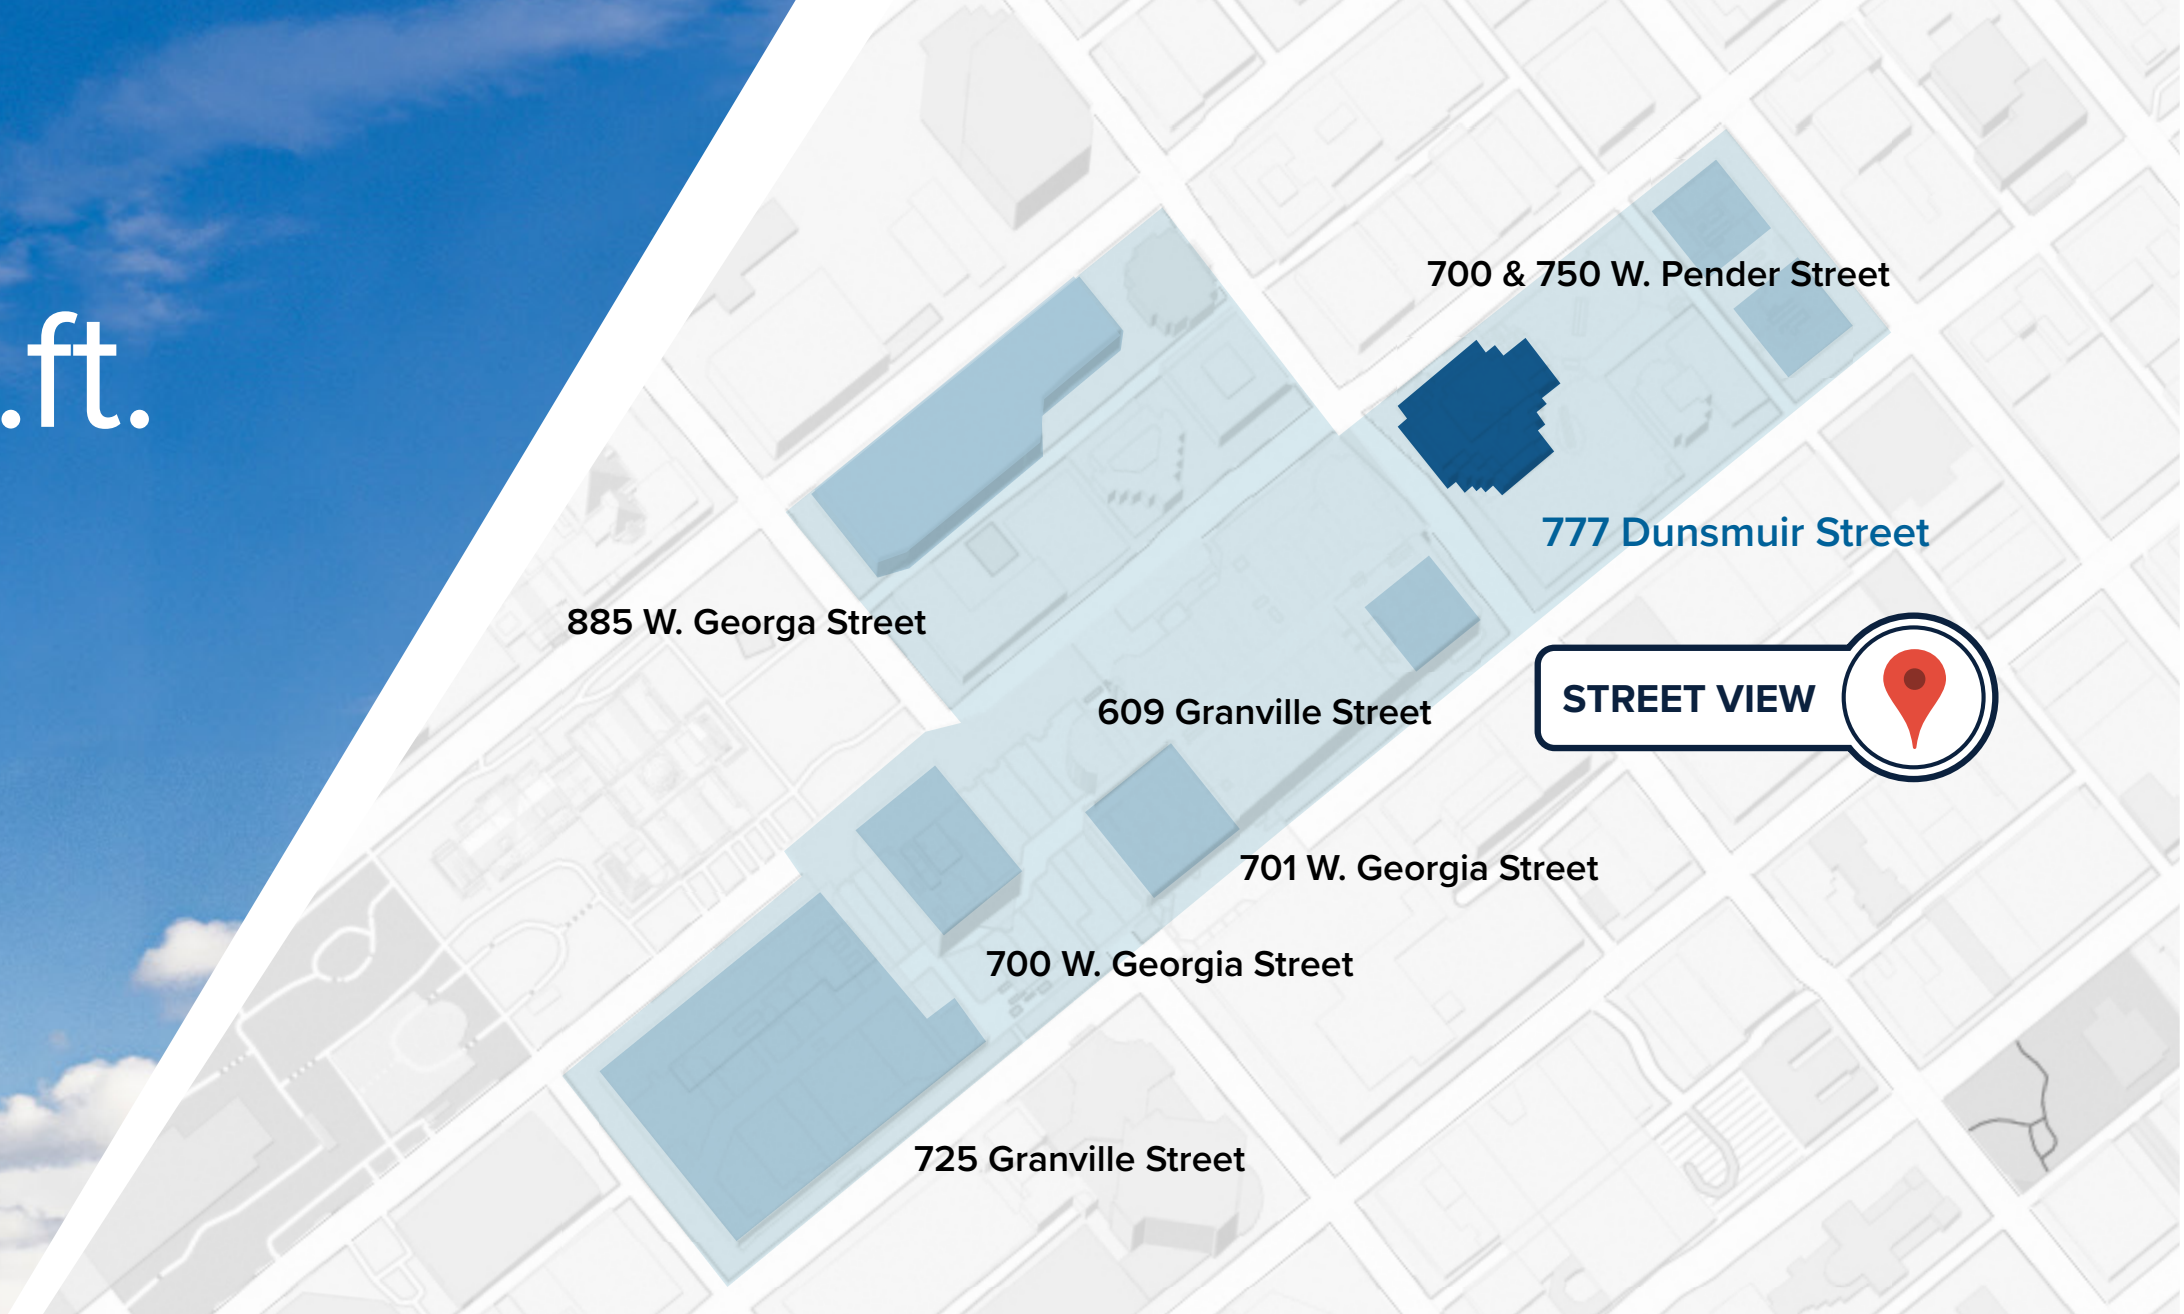 .ft.
700 & 750 W. Pender Street
777 Dunsmuir Street
885 W. Georga Street
STREET VIEW
609 Granville Street
701 W. Georgia Street
700 W. Georgia Street
725 Granville Street